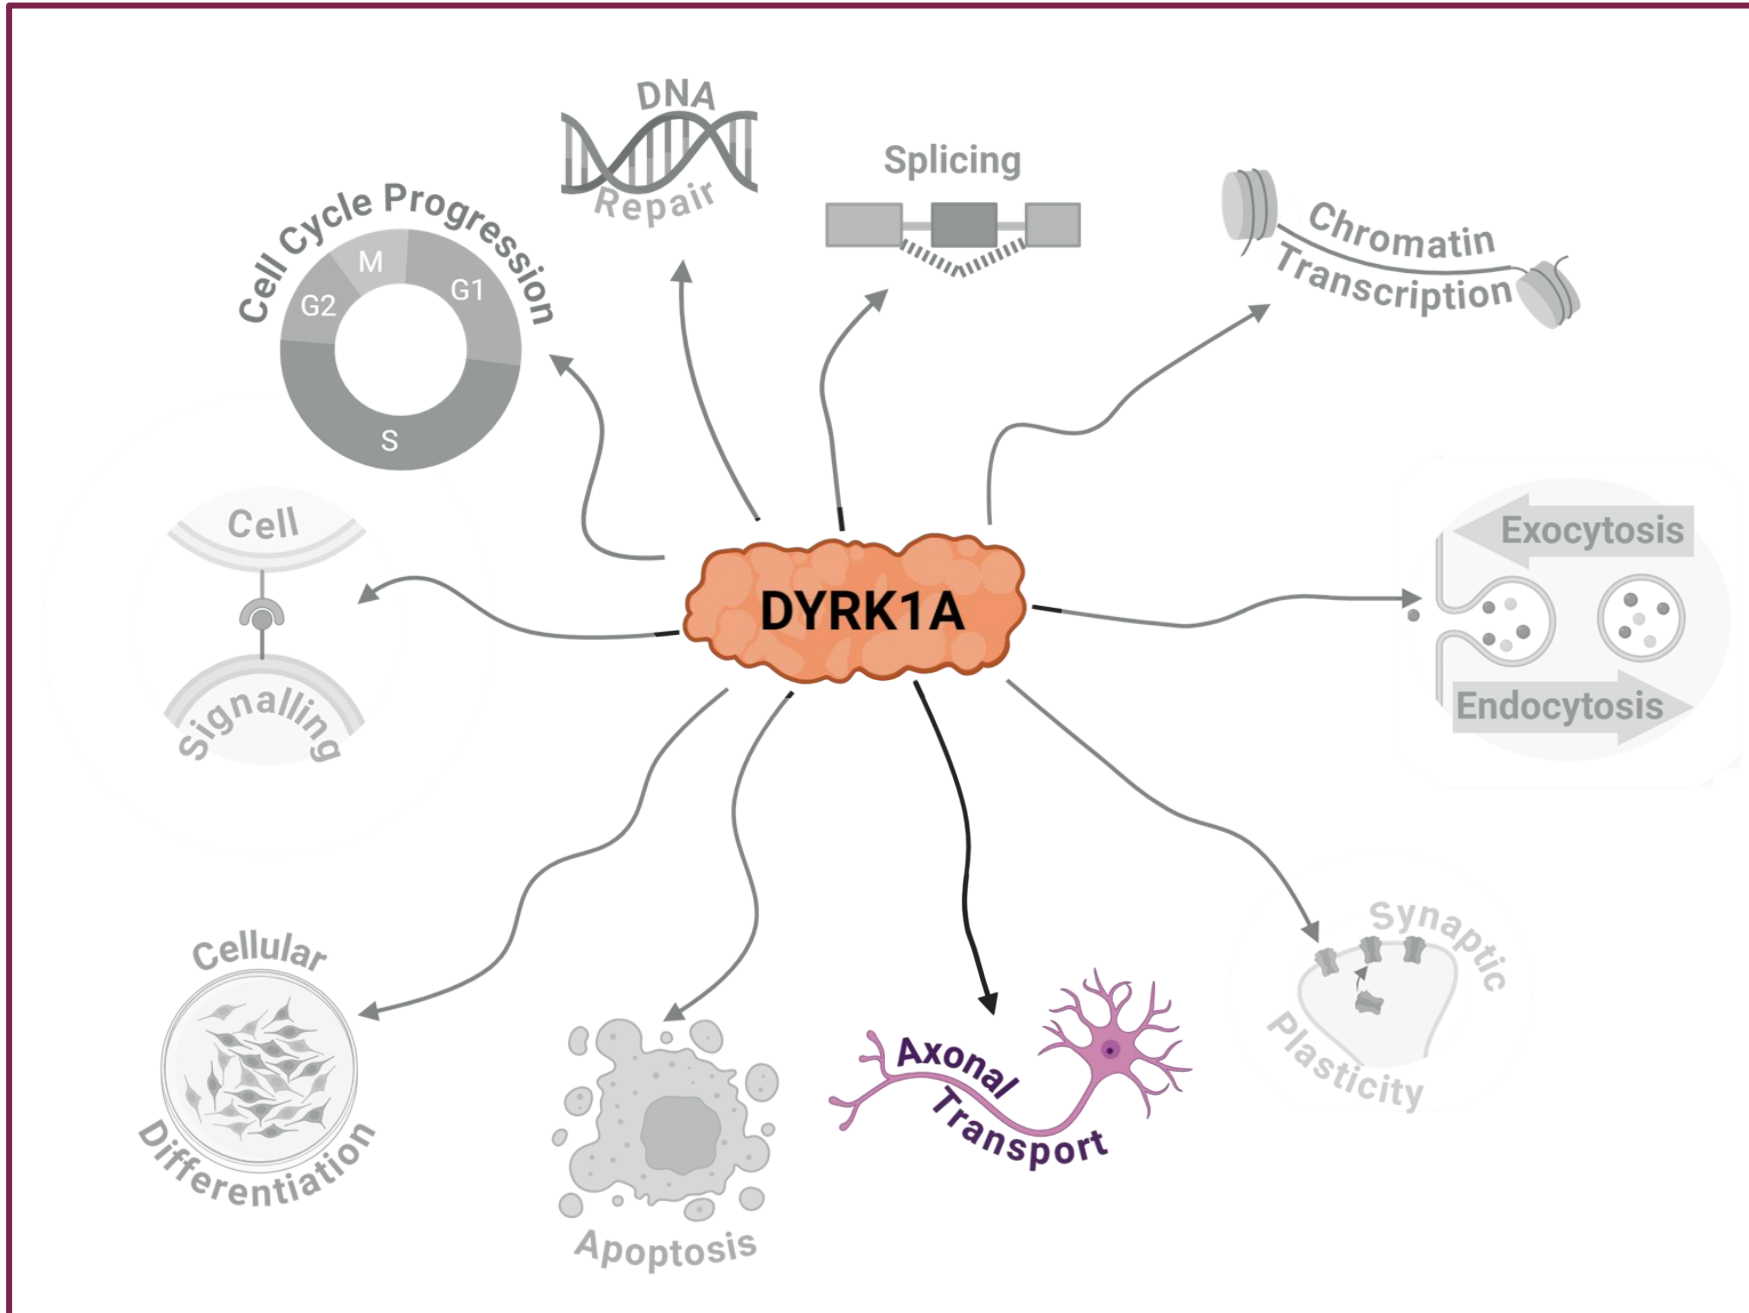 DNA
Repair
Splicing
Chromatin
Transcription
Cell Cycle Progression
M
G1
G2
S
Cell
Signalling
DYRK1A
Exocytosis
Endocytosis
Cellular
Differentiation
Apoptosis
Axonal
Transport
Synaptic
Plasticity